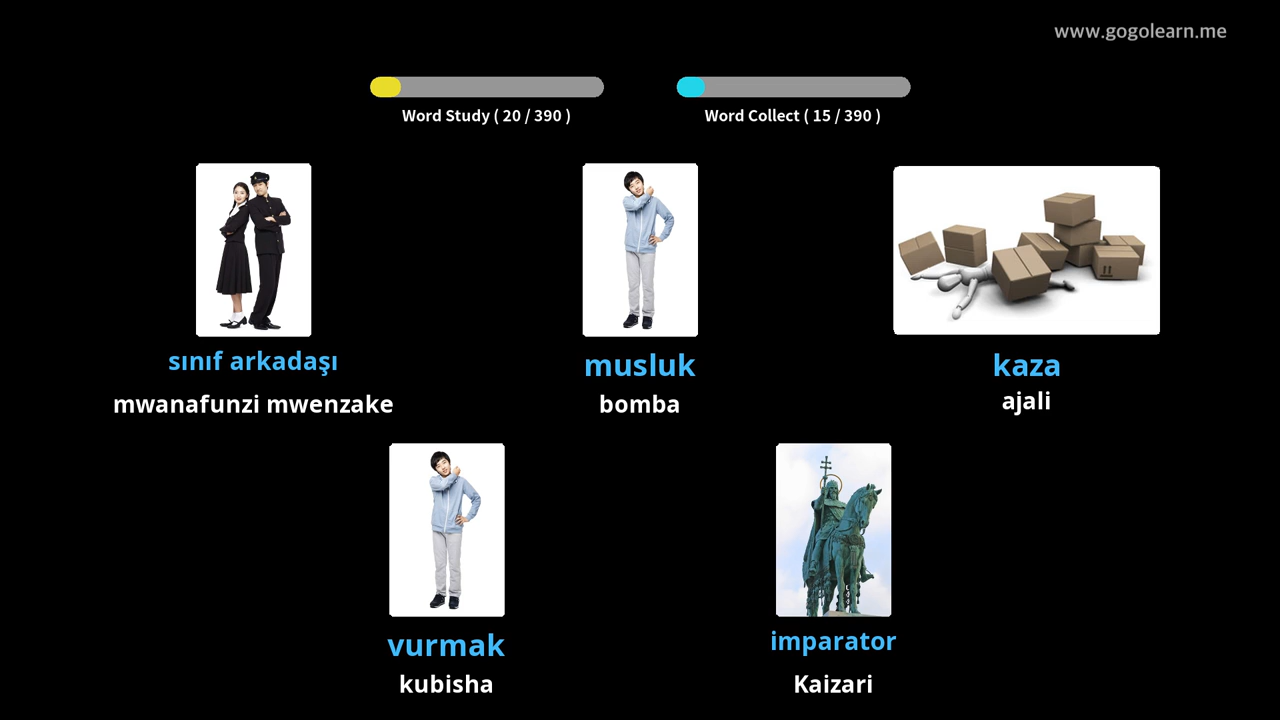 www.gogolearn.me
Word Study ( 20 / 390 )
Word Collect ( 15 / 390 )
sınıf arkadaşı
mwanafunzi mwenzake
musluk
bomba
kaza
ajali
vurmak
kubisha
imparator
Kaizari